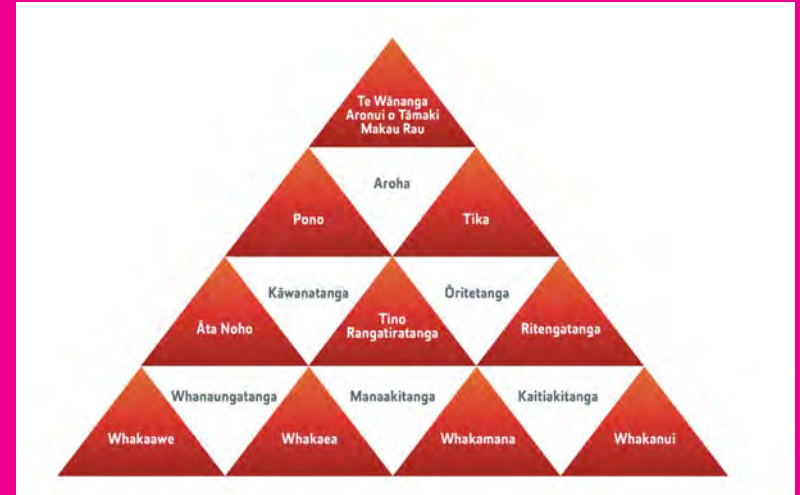 Te Wānanga
Aronui o Tāmaki
Makau Rau
Aroha
Pono
Tika
Kāwanatanga
Ōritetanga
Āta Noho
Tino
Rangatiratanga
Ritengatanga
Whanaungatanga
Manaakitanga
Kaitiakitanga
Whakaawe
Whakaea
Whakamana
Whakanui